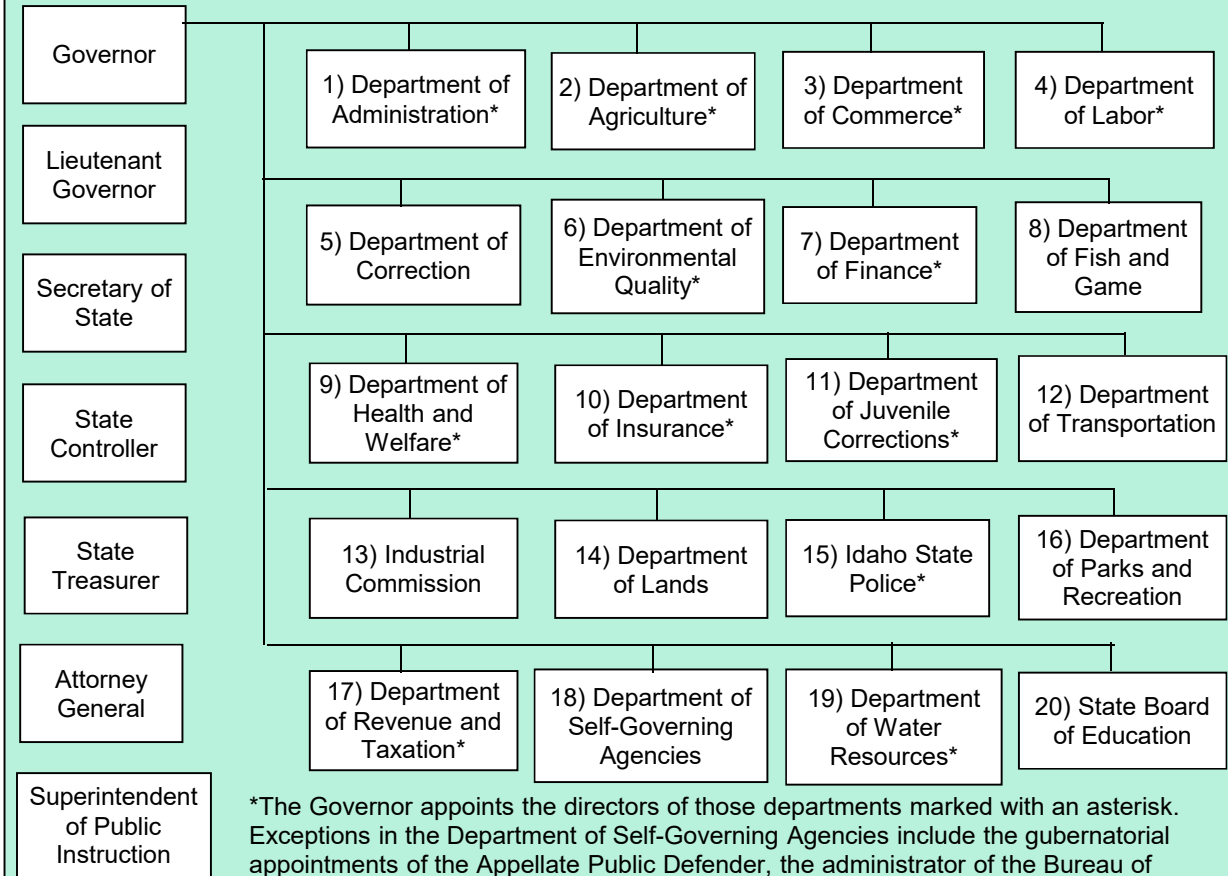 Governor
1) Department of
Administration*
2) Department of
Agriculture*
3) Department
of Commerce*
4) Department
of Labor*
Lieutenant
Governor
5) Department of
Correction
6) Department of
Environmental
Quality*
7) Department
of Finance*
8) Department
of Fish and
Game
Secretary of
State
9) Department of
Health and
Welfare*
10) Department
of Insurance*
11) Department
of Juvenile
Corrections*
12) Department
of Transportation
State
Controller
13) Industrial
Commission
14) Department
of Lands
15) Idaho State
Police*
16) Department
of Parks and
Recreation
State
Treasurer
17) Department
of Revenue and
Taxation*
18) Department of
Self-Governing
Agencies
19) Department
of Water
Resources*
20) State Board
of Education
Attorney
General
Superintendent
of Public
Instruction
*The Governor appoints the directors of those departments marked with an asterisk.
Exceptions in the Department of Self-Governing Agencies include the gubernatorial
appointments of the Appellate Public Defender, the administrator of the Bureau of